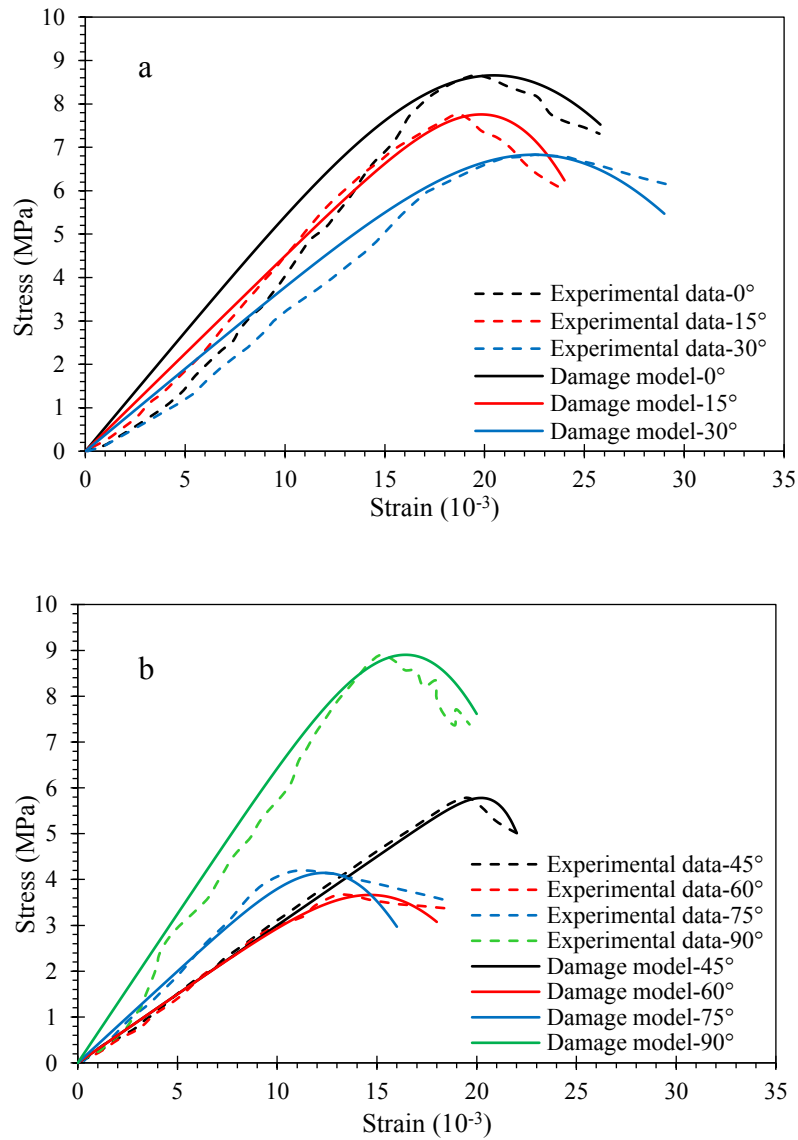 10
9
8
7
6
5
4
3
2
1
0
Stress (MPa)
a
Experimental data-0°
Experimental data-15°
Experimental data-30°
Damage model-0°
Damage model-15°
Damage model-30°
0 5 10 15 20 25 30 35
Strain (10-3)
10
9
8
7
6
5
4
3
2
1
0
Stress (MPa)
b
Experimental data-45°
Experimental data-60°
Experimental data-75°
Experimental data-90°
Damage model-45°
Damage model-60°
Damage model-75°
Damage model-90°
0 5 10 15 20 25 30 35
Strain (10-3)